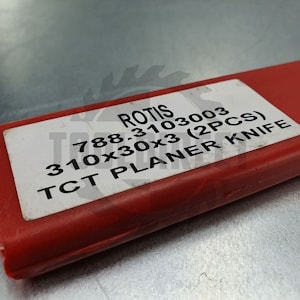 ROTIS
788.3103003
310x30x3 (2PCS)
TCT PLANER KNIFE